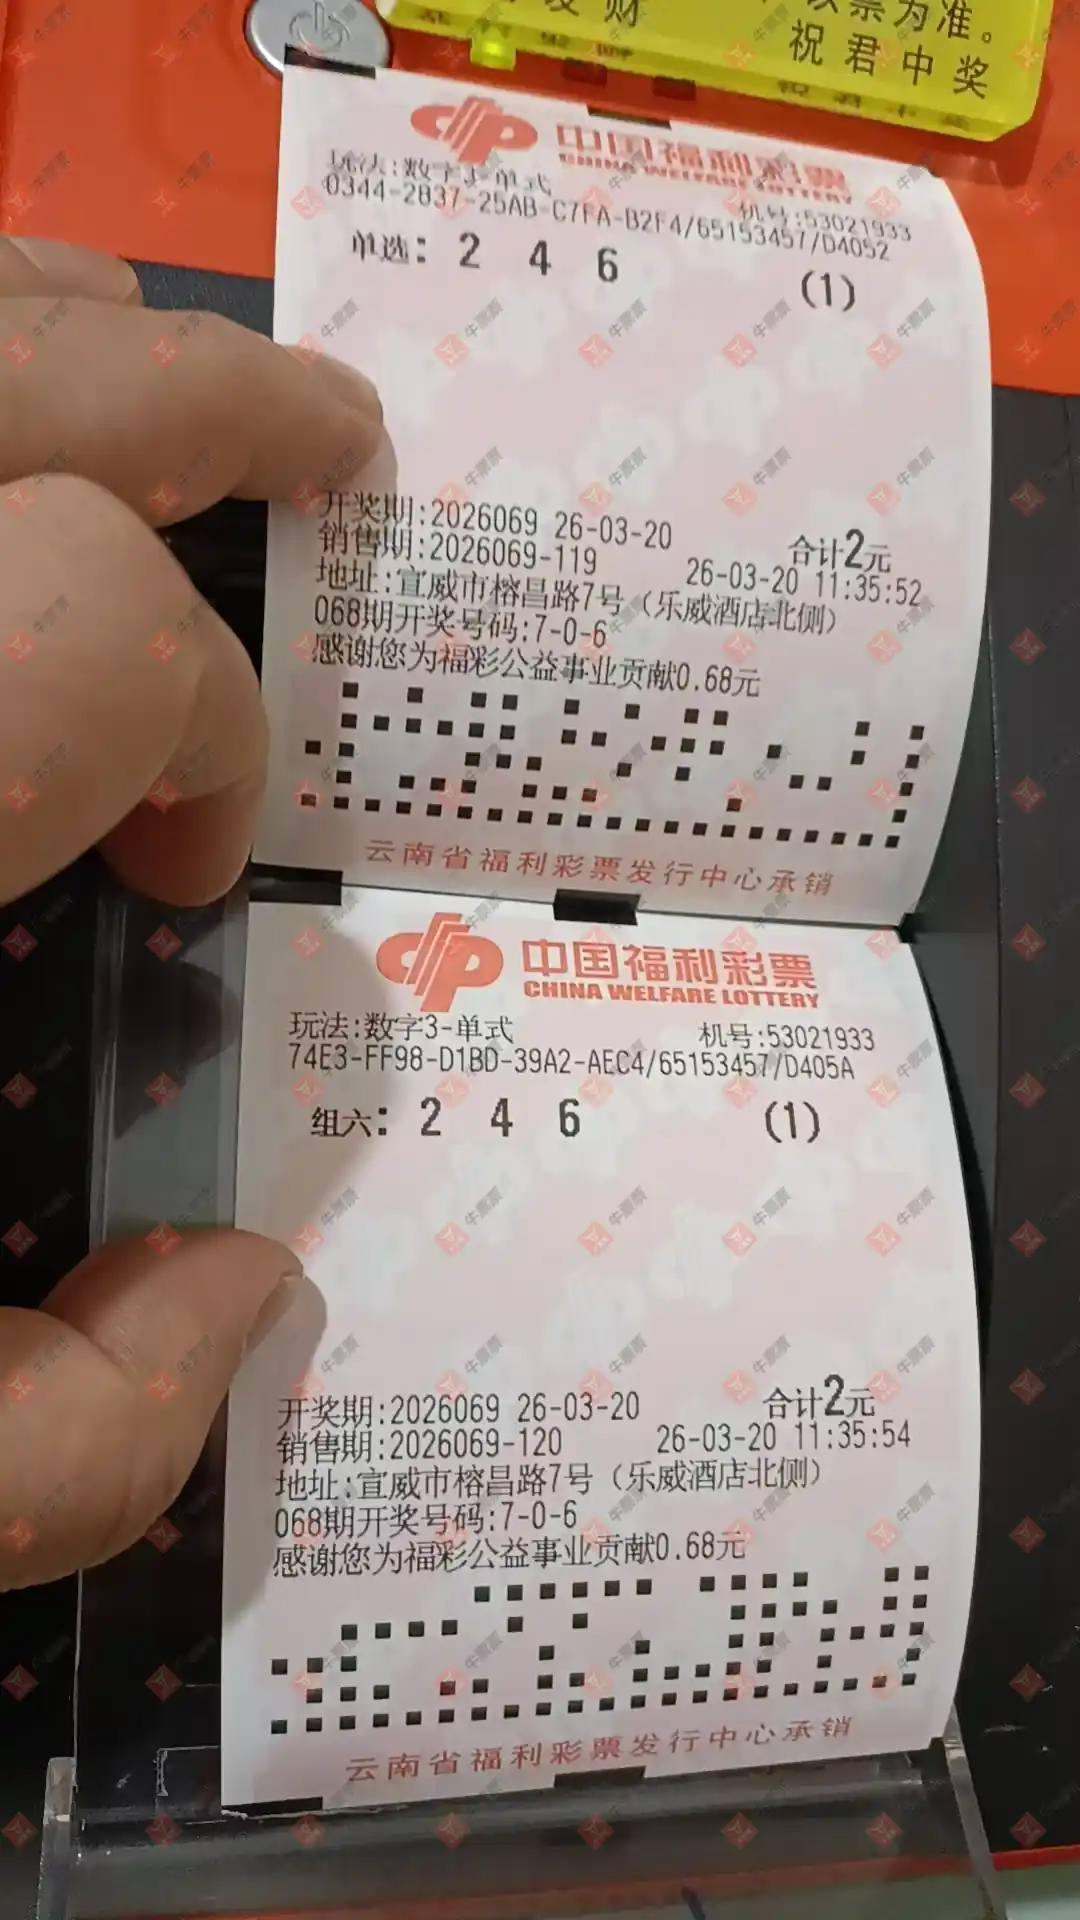 发财
以票为准。
祝君中奖
中国福利彩票
CHINA WELFARE LOTTERY
玩法:数字3-单式
机号:53021933
0344-2837-25AB-C7FA-B2F4/65153457/D4052
单选: 2 4 6 (1)
开奖期:2026069 26-03-20 合计2元
销售期:2026069-119 26-03-20 11:35:52
地址:宣威市榕昌路7号(乐威酒店北侧)
068期开奖号码:7-0-6
感谢您为福彩公益事业贡献0.68元
云南省福利彩票发行中心承销
中国福利彩票
CHINA WELFARE LOTTERY
玩法:数字3-单式 机号:53021933
74E3-FF98-D1BD-39A2-AEC4/65153457/D405A
组六: 2 4 6 (1)
开奖期:2026069 26-03-20 合计2元
销售期:2026069-120 26-03-20 11:35:54
地址:宣威市榕昌路7号(乐威酒店北侧)
068期开奖号码:7-0-6
感谢您为福彩公益事业贡献0.68元
云南省福利彩票发行中心承销
牛票票